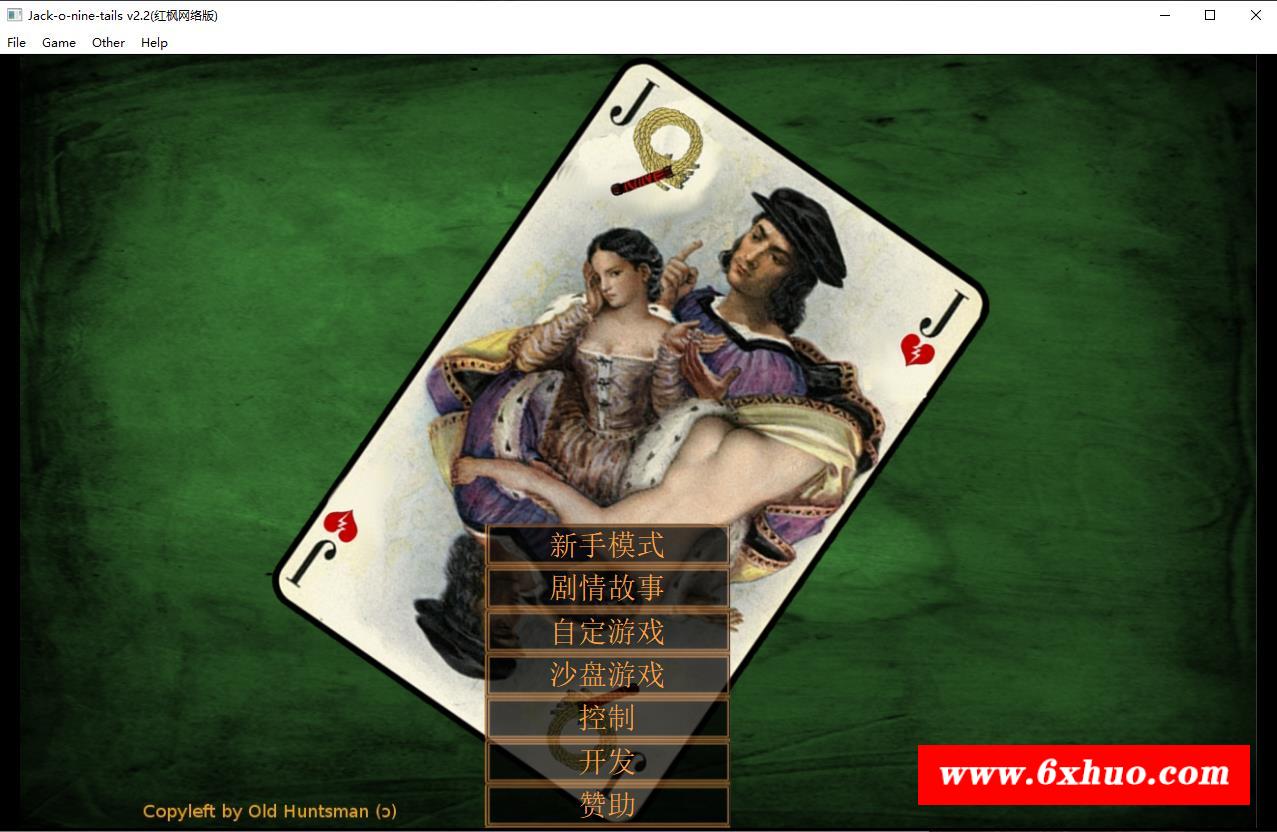 Jack-o-nine-tails v2.2(红枫网络版)
File Game Other Help
J
J
新手模式
剧情故事
自定游戏
沙盘游戏
控制
开发
赞助
J
J
www.6xhuo.com
Copyleft by Old Huntsman (ɔ)